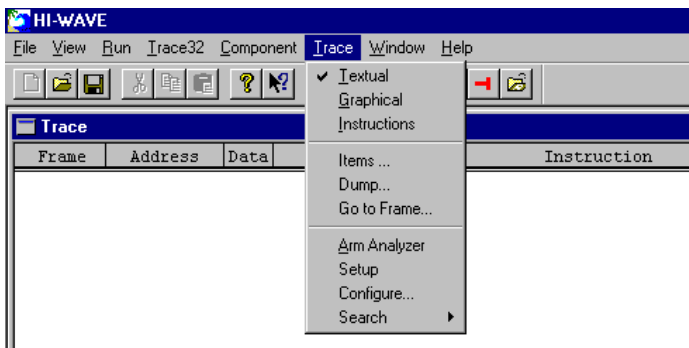 HI-WAVE
File View Run Trace32 Component Trace Window Help
✔ Textual
Graphical
Instructions
Trace
Frame Address Data Instruction
Items ...
Dump...
Go to Frame...
Arm Analyzer
Setup
Configure...
Search